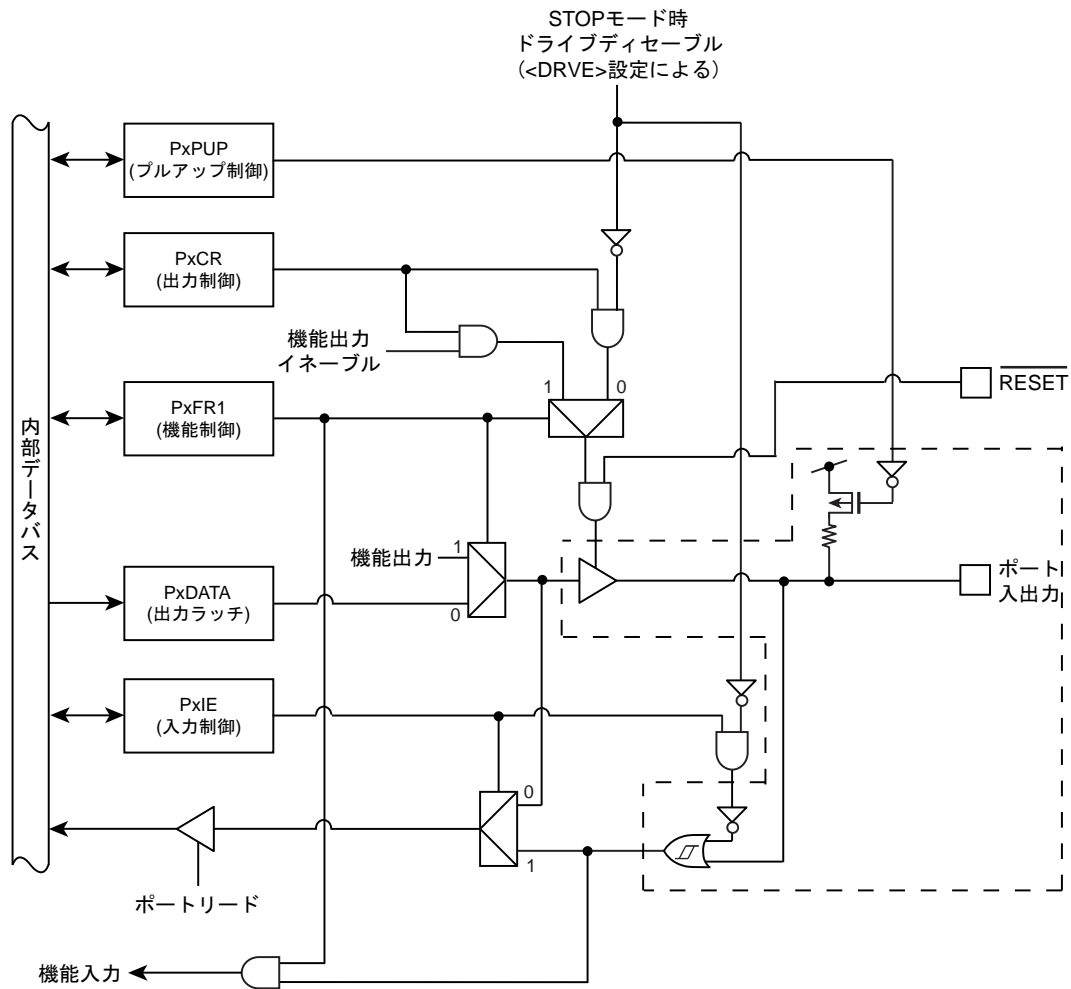 STOPモード時
ドライブディセーブル
(<DRVE>設定による)
PxPUP
(プルアップ制御)
PxCR
(出力制御)
機能出力
イネーブル
1
0
RESET
PxFR1
(機能制御)
内部データバス
機能出力
1
0
PxDATA
(出力ラッチ)
ポート
入出力
PxIE
(入力制御)
0
1
ポートリード
機能入力